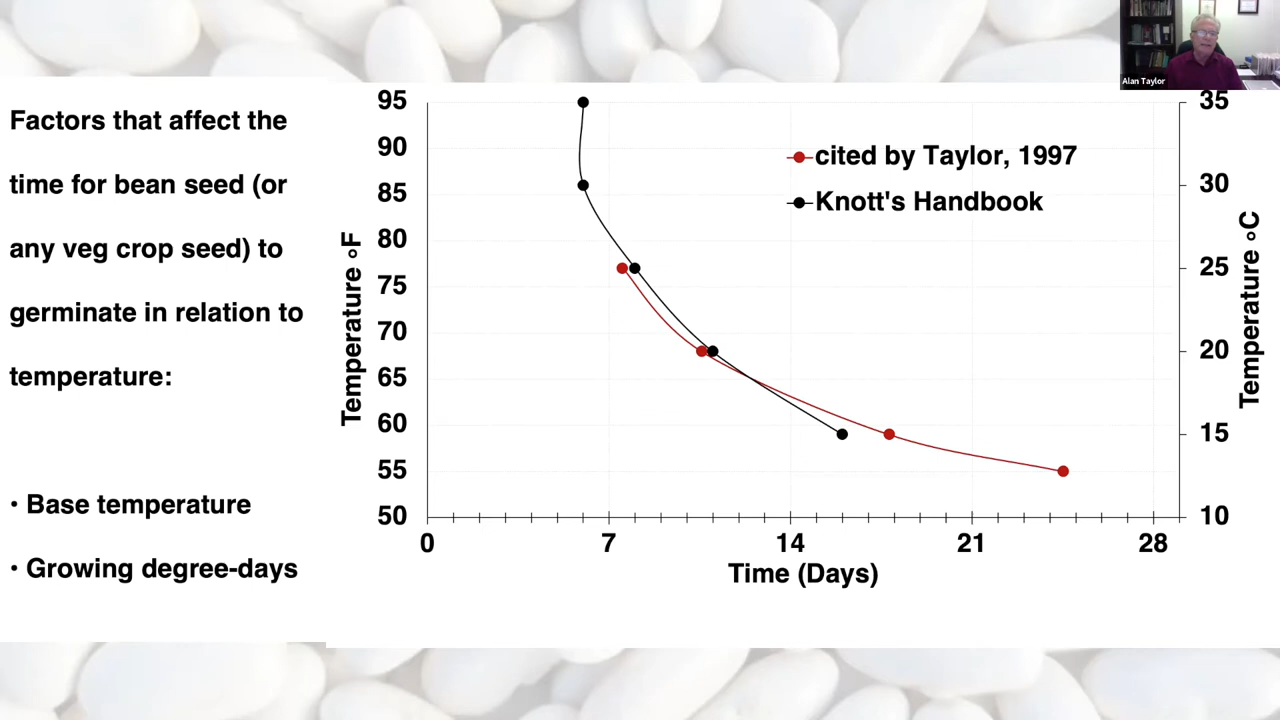 Alan Taylor
Factors that affect the
time for bean seed (or
any veg crop seed) to
germinate in relation to
temperature:
• Base temperature
• Growing degree-days
95
90
85
80
75
70
65
60
55
50
Temperature °F
cited by Taylor, 1997
Knott's Handbook
35
30
25
20
15
10
Temperature °C
0 7 14 21 28
Time (Days)